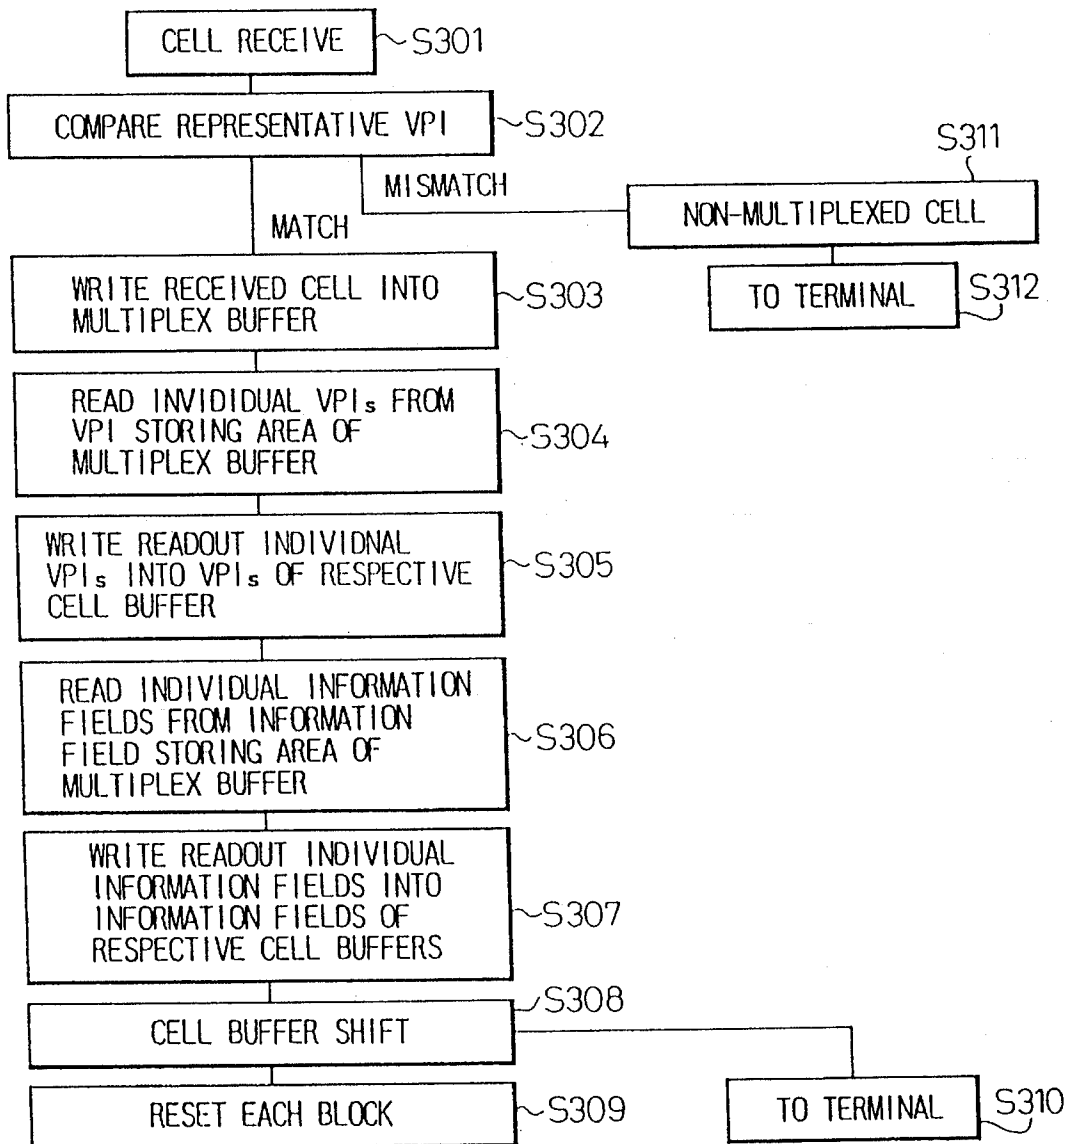 CELL RECEIVE
S301
COMPARE REPRESENTATIVE VPI
S302
MISMATCH
S311
NON-MULTIPLEXED CELL
MATCH
TO TERMINAL
S312
WRITE RECEIVED CELL INTO
MULTIPLEX BUFFER
S303
READ INVIDIDUAL VPIs FROM
VPI STORING AREA OF
MULTIPLEX BUFFER
S304
WRITE READOUT INDIVIDNAL
VPIs INTO VPIs OF RESPECTIVE
CELL BUFFER
S305
READ INDIVIDUAL INFORMATION
FIELDS FROM INFORMATION
FIELD STORING AREA OF
MULTIPLEX BUFFER
S306
WRITE READOUT INDIVIDUAL
INFORMATION FIELDS INTO
INFORMATION FIELDS OF
RESPECTIVE CELL BUFFERS
S307
CELL BUFFER SHIFT
S308
RESET EACH BLOCK
S309
TO TERMINAL
S310